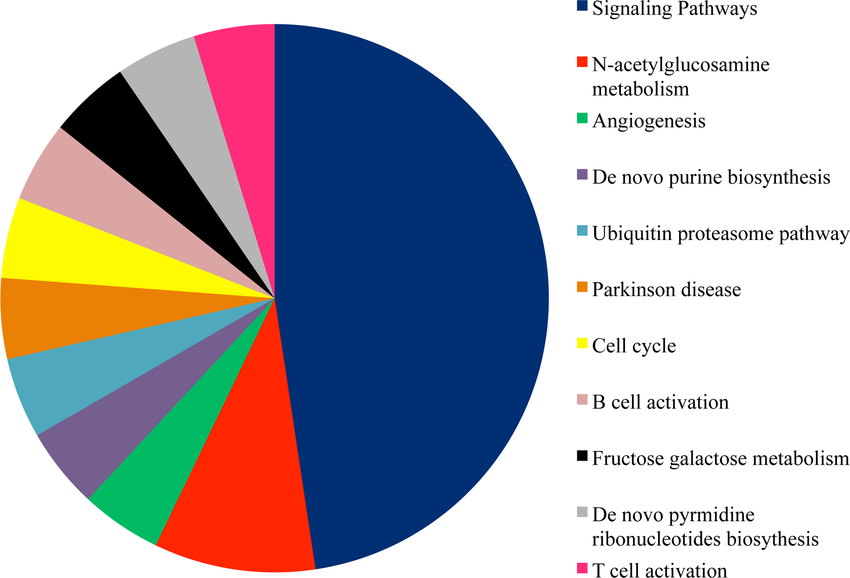 Signaling Pathways
N-acetylglucosamine
metabolism
Angiogenesis
De novo purine biosynthesis
Ubiquitin proteasome pathway
Parkinson disease
Cell cycle
B cell activation
Fructose galactose metabolism
De novo pyrmidine
ribonucleotides biosythesis
T cell activation